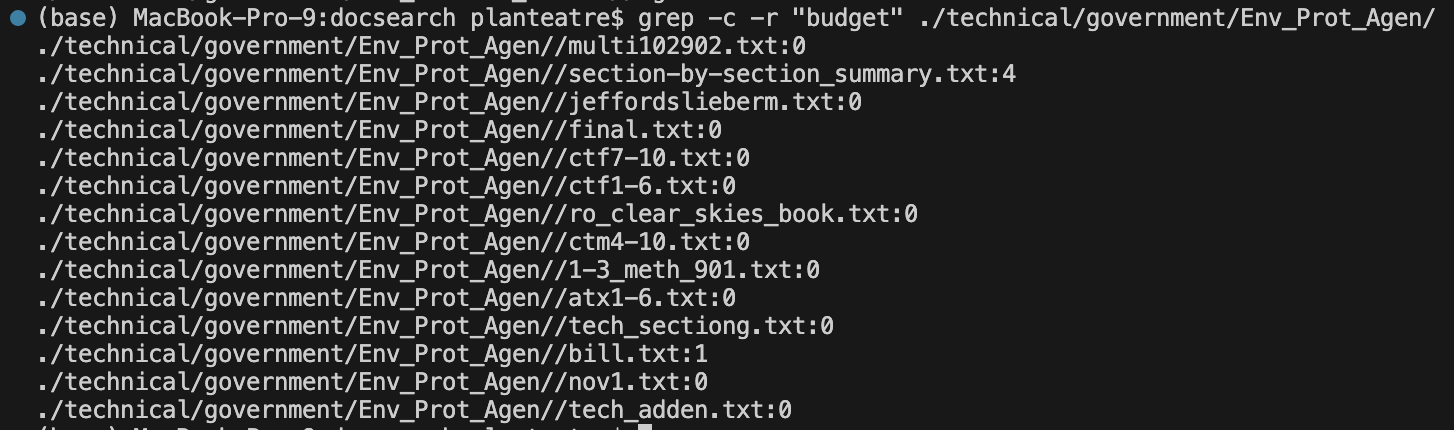 (base) MacBook-Pro-9:docsearch planteatre$ grep -c -r "budget" ./technical/government/Env_Prot_Agen/
./technical/government/Env_Prot_Agen//multi102902.txt:0
./technical/government/Env_Prot_Agen//section-by-section_summary.txt:4
./technical/government/Env_Prot_Agen//jeffordslieberm.txt:0
./technical/government/Env_Prot_Agen//final.txt:0
./technical/government/Env_Prot_Agen//ctf7-10.txt:0
./technical/government/Env_Prot_Agen//ctf1-6.txt:0
./technical/government/Env_Prot_Agen//ro_clear_skies_book.txt:0
./technical/government/Env_Prot_Agen//ctm4-10.txt:0
./technical/government/Env_Prot_Agen//1-3_meth_901.txt:0
./technical/government/Env_Prot_Agen//atx1-6.txt:0
./technical/government/Env_Prot_Agen//tech_sectiong.txt:0
./technical/government/Env_Prot_Agen//bill.txt:1
./technical/government/Env_Prot_Agen//nov1.txt:0
./technical/government/Env_Prot_Agen//tech_adden.txt:0